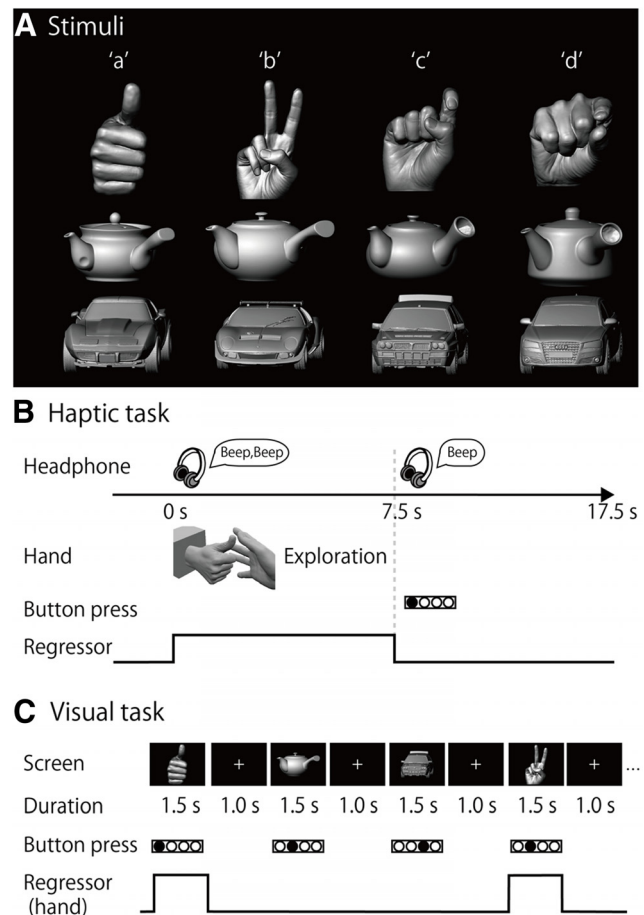 A Stimuli
'a' 'b' 'c' 'd'
B Haptic task
Headphone Beep,Beep Beep
0 s 7.5 s 17.5 s
Hand Exploration
Button press
Regressor
C Visual task
Screen + + + + ...
Duration 1.5 s 1.0 s 1.5 s 1.0 s 1.5 s 1.0 s 1.5 s 1.0 s
Button press
Regressor
(hand)